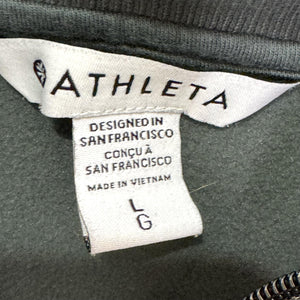 ATHLETA
DESIGNED IN
SAN FRANCISCO
CONÇU À
SAN FRANCISCO
MADE IN VIETNAM
L
G